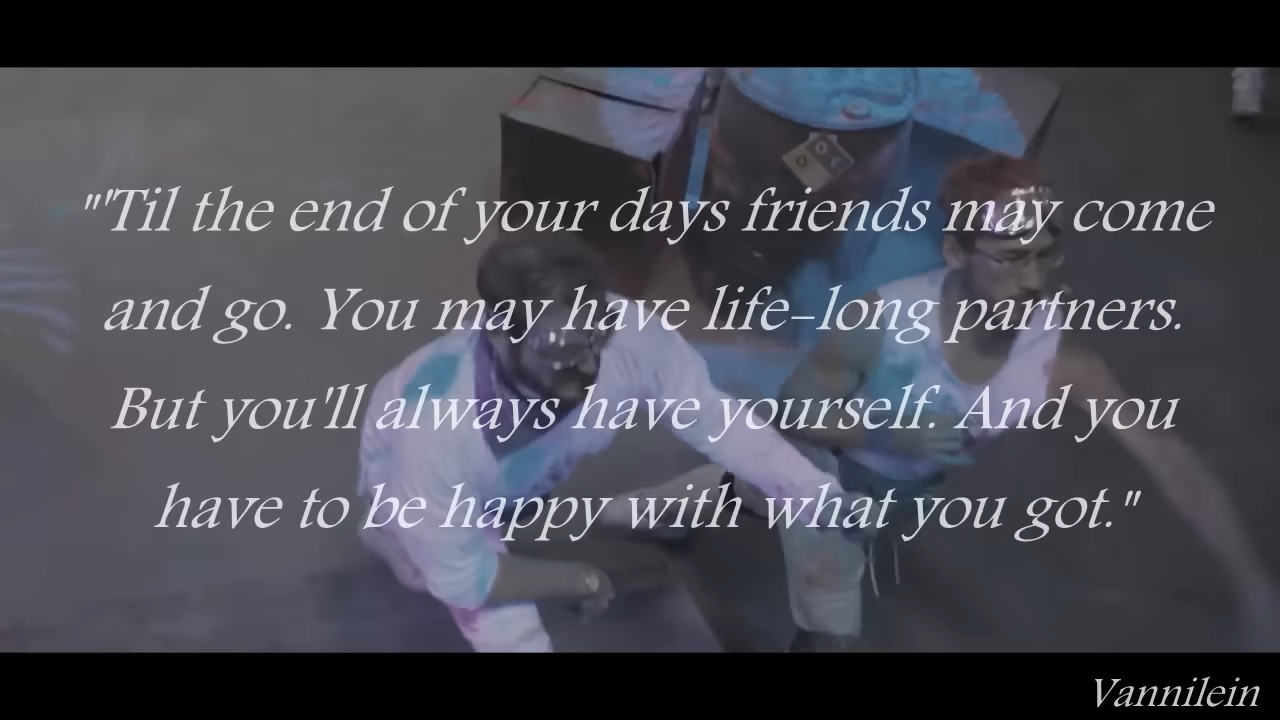 "'Til the end of your days friends may come
and go. You may have life-long partners.
But you'll always have yourself. And you
have to be happy with what you got."
Vannilein